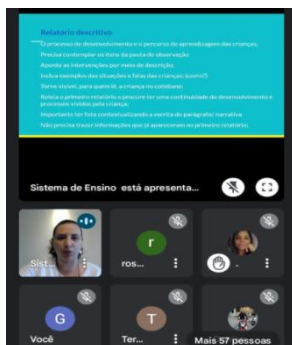 Relatório descritivo
O processo de desenvolvimento e o percurso de aprendizagem das crianças;
Precisa contemplar os itens da pauta de observação;
Aponte as intervenções por meio de descrição;
Inclua exemplos das situações e falas das crianças; (como?)
Torne visível, para quem lê, a criança no cotidiano;
Releia o primeiro relatório e procure ter uma continuidade do desenvolvimento e
processos vividos pela criança;
Importante ter foto contextualizando a escrita do parágrafo/ narrativa
Não precisa trazer informações que já apareceram no primeiro relatório.
Sistema de Ensino está apresenta...
Sist...
r
ros...
G
Você
T
Ter...
Mais 57 pessoas